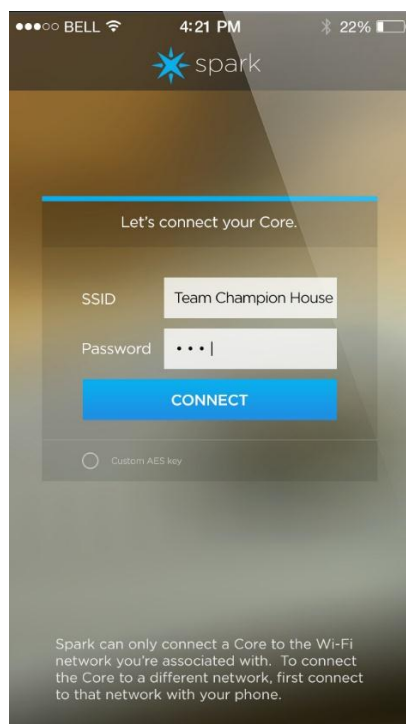 BELL 4:21 PM 22%
spark
Let's connect your Core.
SSID Team Champion House
Password •••|
CONNECT
Custom AES key
Spark can only connect a Core to the Wi-Fi
network you're associated with. To connect
the Core to a different network, first connect
to that network with your phone.